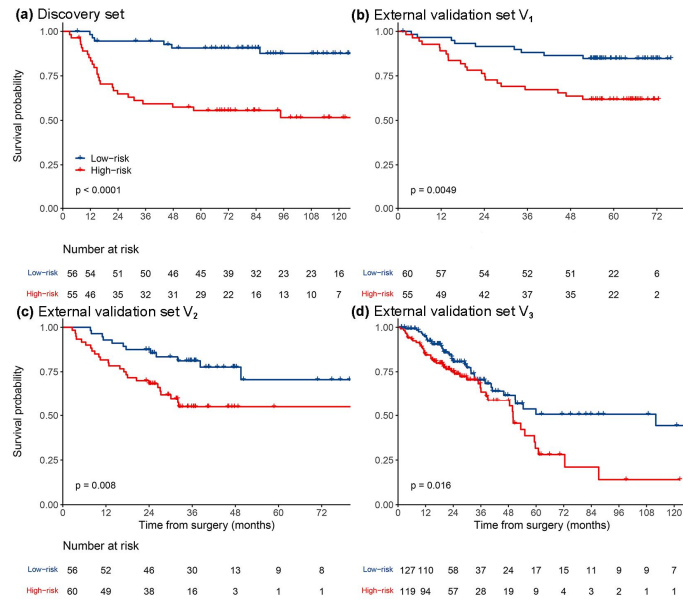 (a) Discovery set
(b) External validation set V1
1.00
0.75
0.50
0.25
0.00
Survival probability
Low−risk
High−risk
p < 0.0001
0 12 24 36 48 60 72 84 96 108 120
1.00
0.75
0.50
0.25
0.00
p = 0.0049
0 12 24 36 48 60 72
Number at risk
Low−risk 56 54 51 50 46 45 39 32 23 23 16
High−risk 55 46 35 32 31 29 22 16 13 10 7
60 57 54 52 51 22 6
55 49 42 37 35 22 2
(c) External validation set V2
(d) External validation set V3
1.00
0.75
0.50
0.25
0.00
Survival probability
p = 0.008
0 12 24 36 48 60 72
Time from surgery (months)
1.00
0.75
0.50
0.25
0.00
p = 0.016
0 12 24 36 48 60 72 84 96 108 120
Time from surgery (months)
Number at risk
Low−risk 56 52 46 30 13 9 8
High−risk 60 49 38 16 3 1 1
Low−risk 127 110 58 37 24 17 15 11 9 9 7
High−risk 119 94 57 28 19 9 4 3 2 1 1